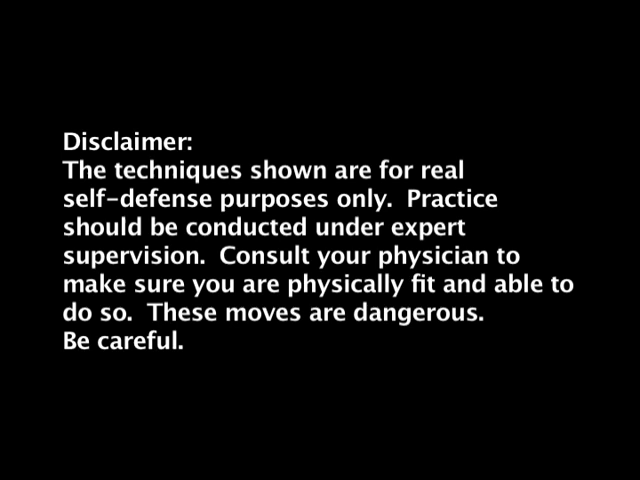 Disclaimer:
The techniques shown are for real
self-defense purposes only.  Practice
should be conducted under expert
supervision.  Consult your physician to
make sure you are physically fit and able to
do so.  These moves are dangerous.
Be careful.